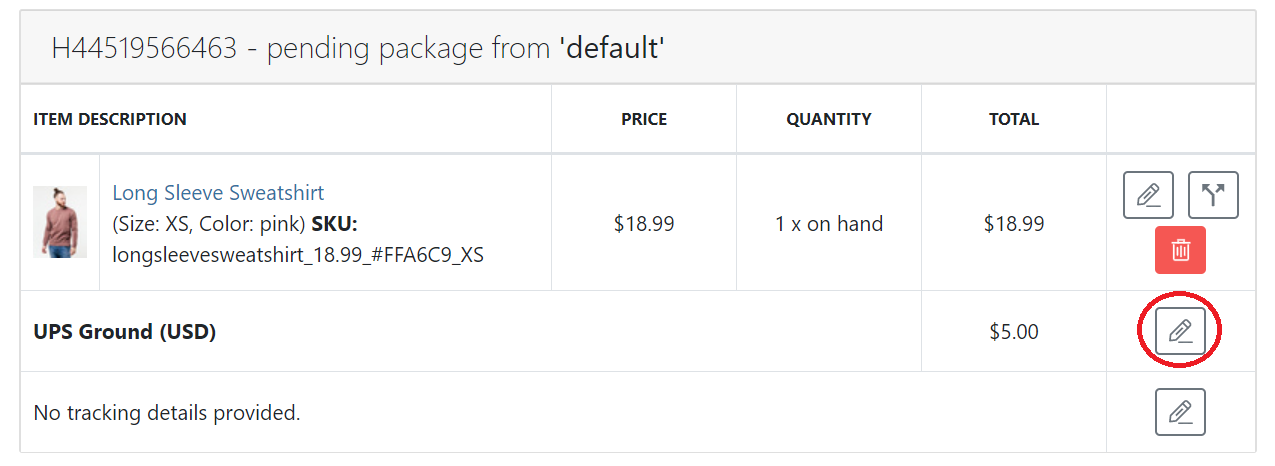 H44519566463 - pending package from 'default'
ITEM DESCRIPTION PRICE QUANTITY TOTAL
Long Sleeve Sweatshirt
(Size: XS, Color: pink) SKU: $18.99 1 x on hand $18.99
longsleevesweatshirt_18.99_#FFA6C9_XS
UPS Ground (USD) $5.00
No tracking details provided.